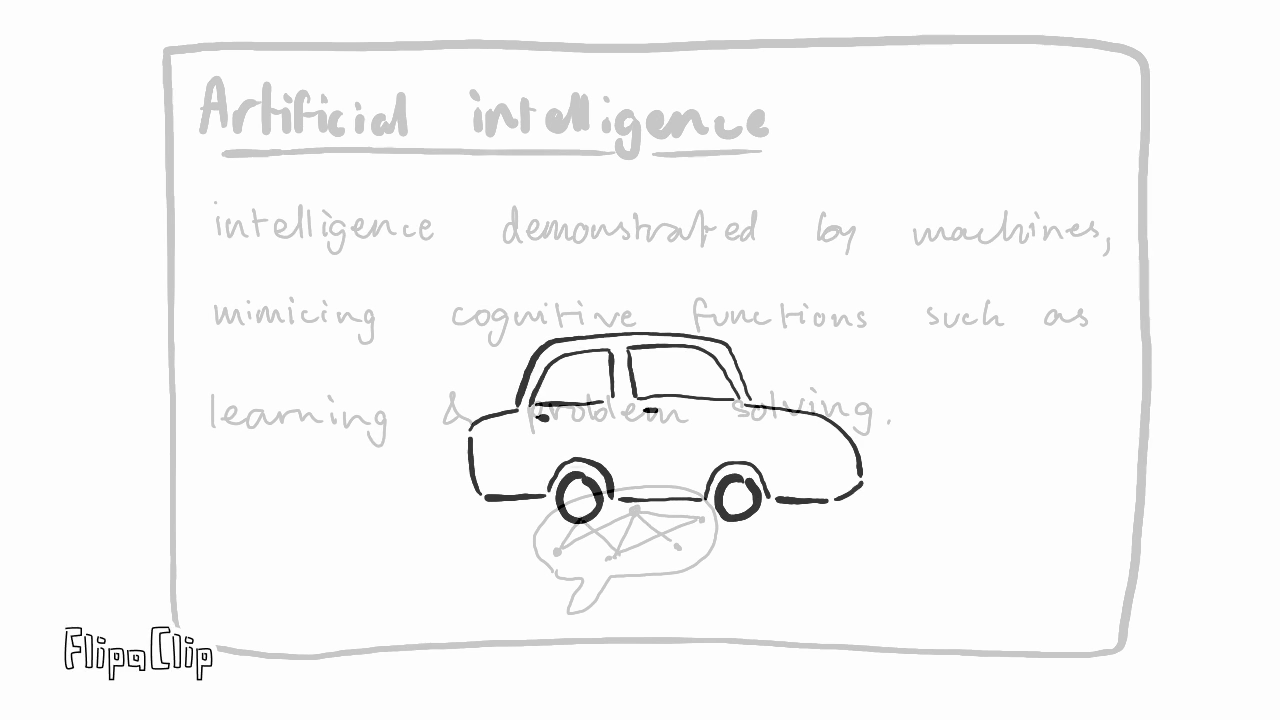 Artificial intelligence
intelligence demonstrated by machines,
mimicing cognitive functions such as
learning & problem solving.
FlipaClip